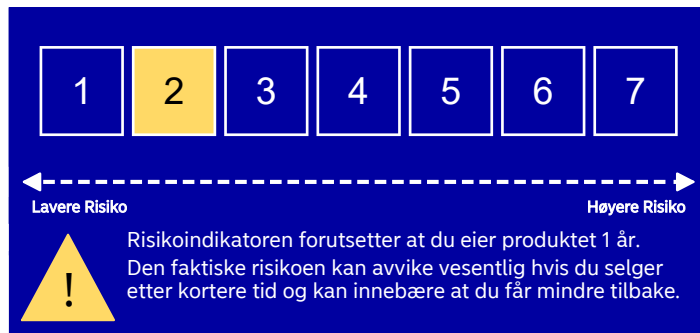 1 2 3 4 5 6 7
Lavere Risiko Høyere Risiko
! Risikoindikatoren forutsetter at du eier produktet 1 år.
Den faktiske risikoen kan avvike vesentlig hvis du selger
etter kortere tid og kan innebære at du får mindre tilbake.